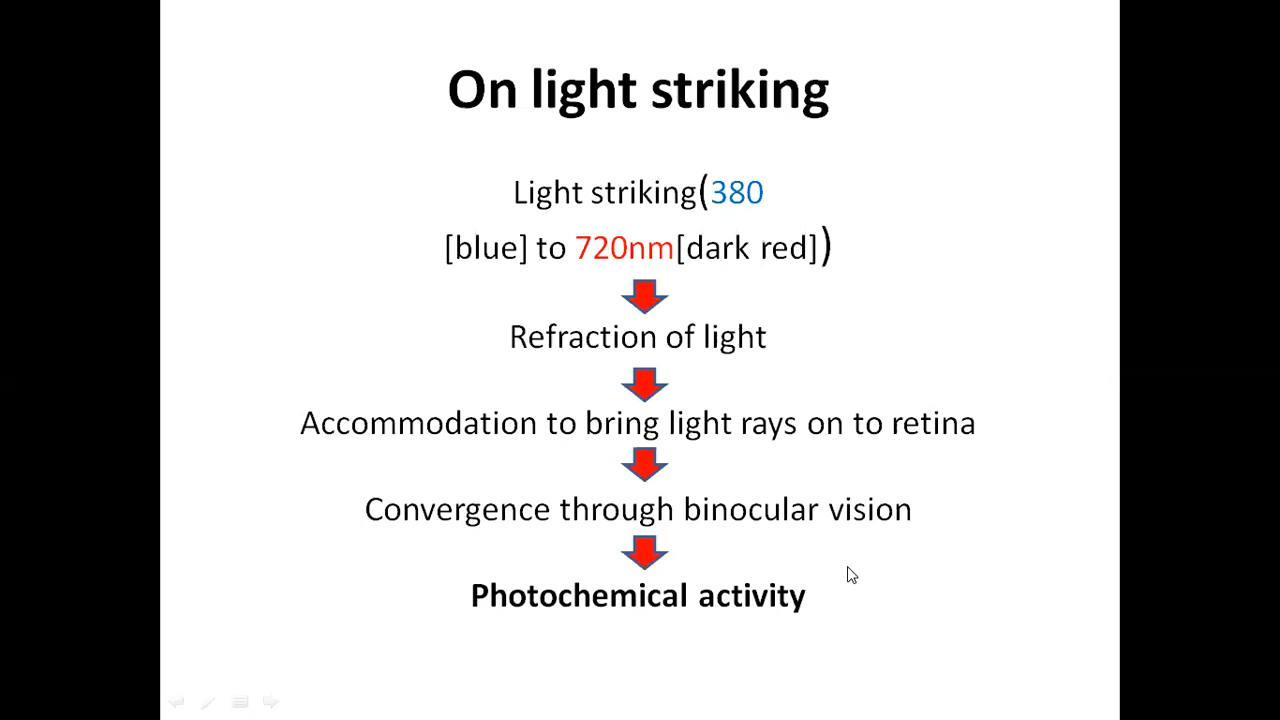 On light striking
Light striking(380
[blue] to 720nm[dark red])
Refraction of light
Accommodation to bring light rays on to retina
Convergence through binocular vision
Photochemical activity